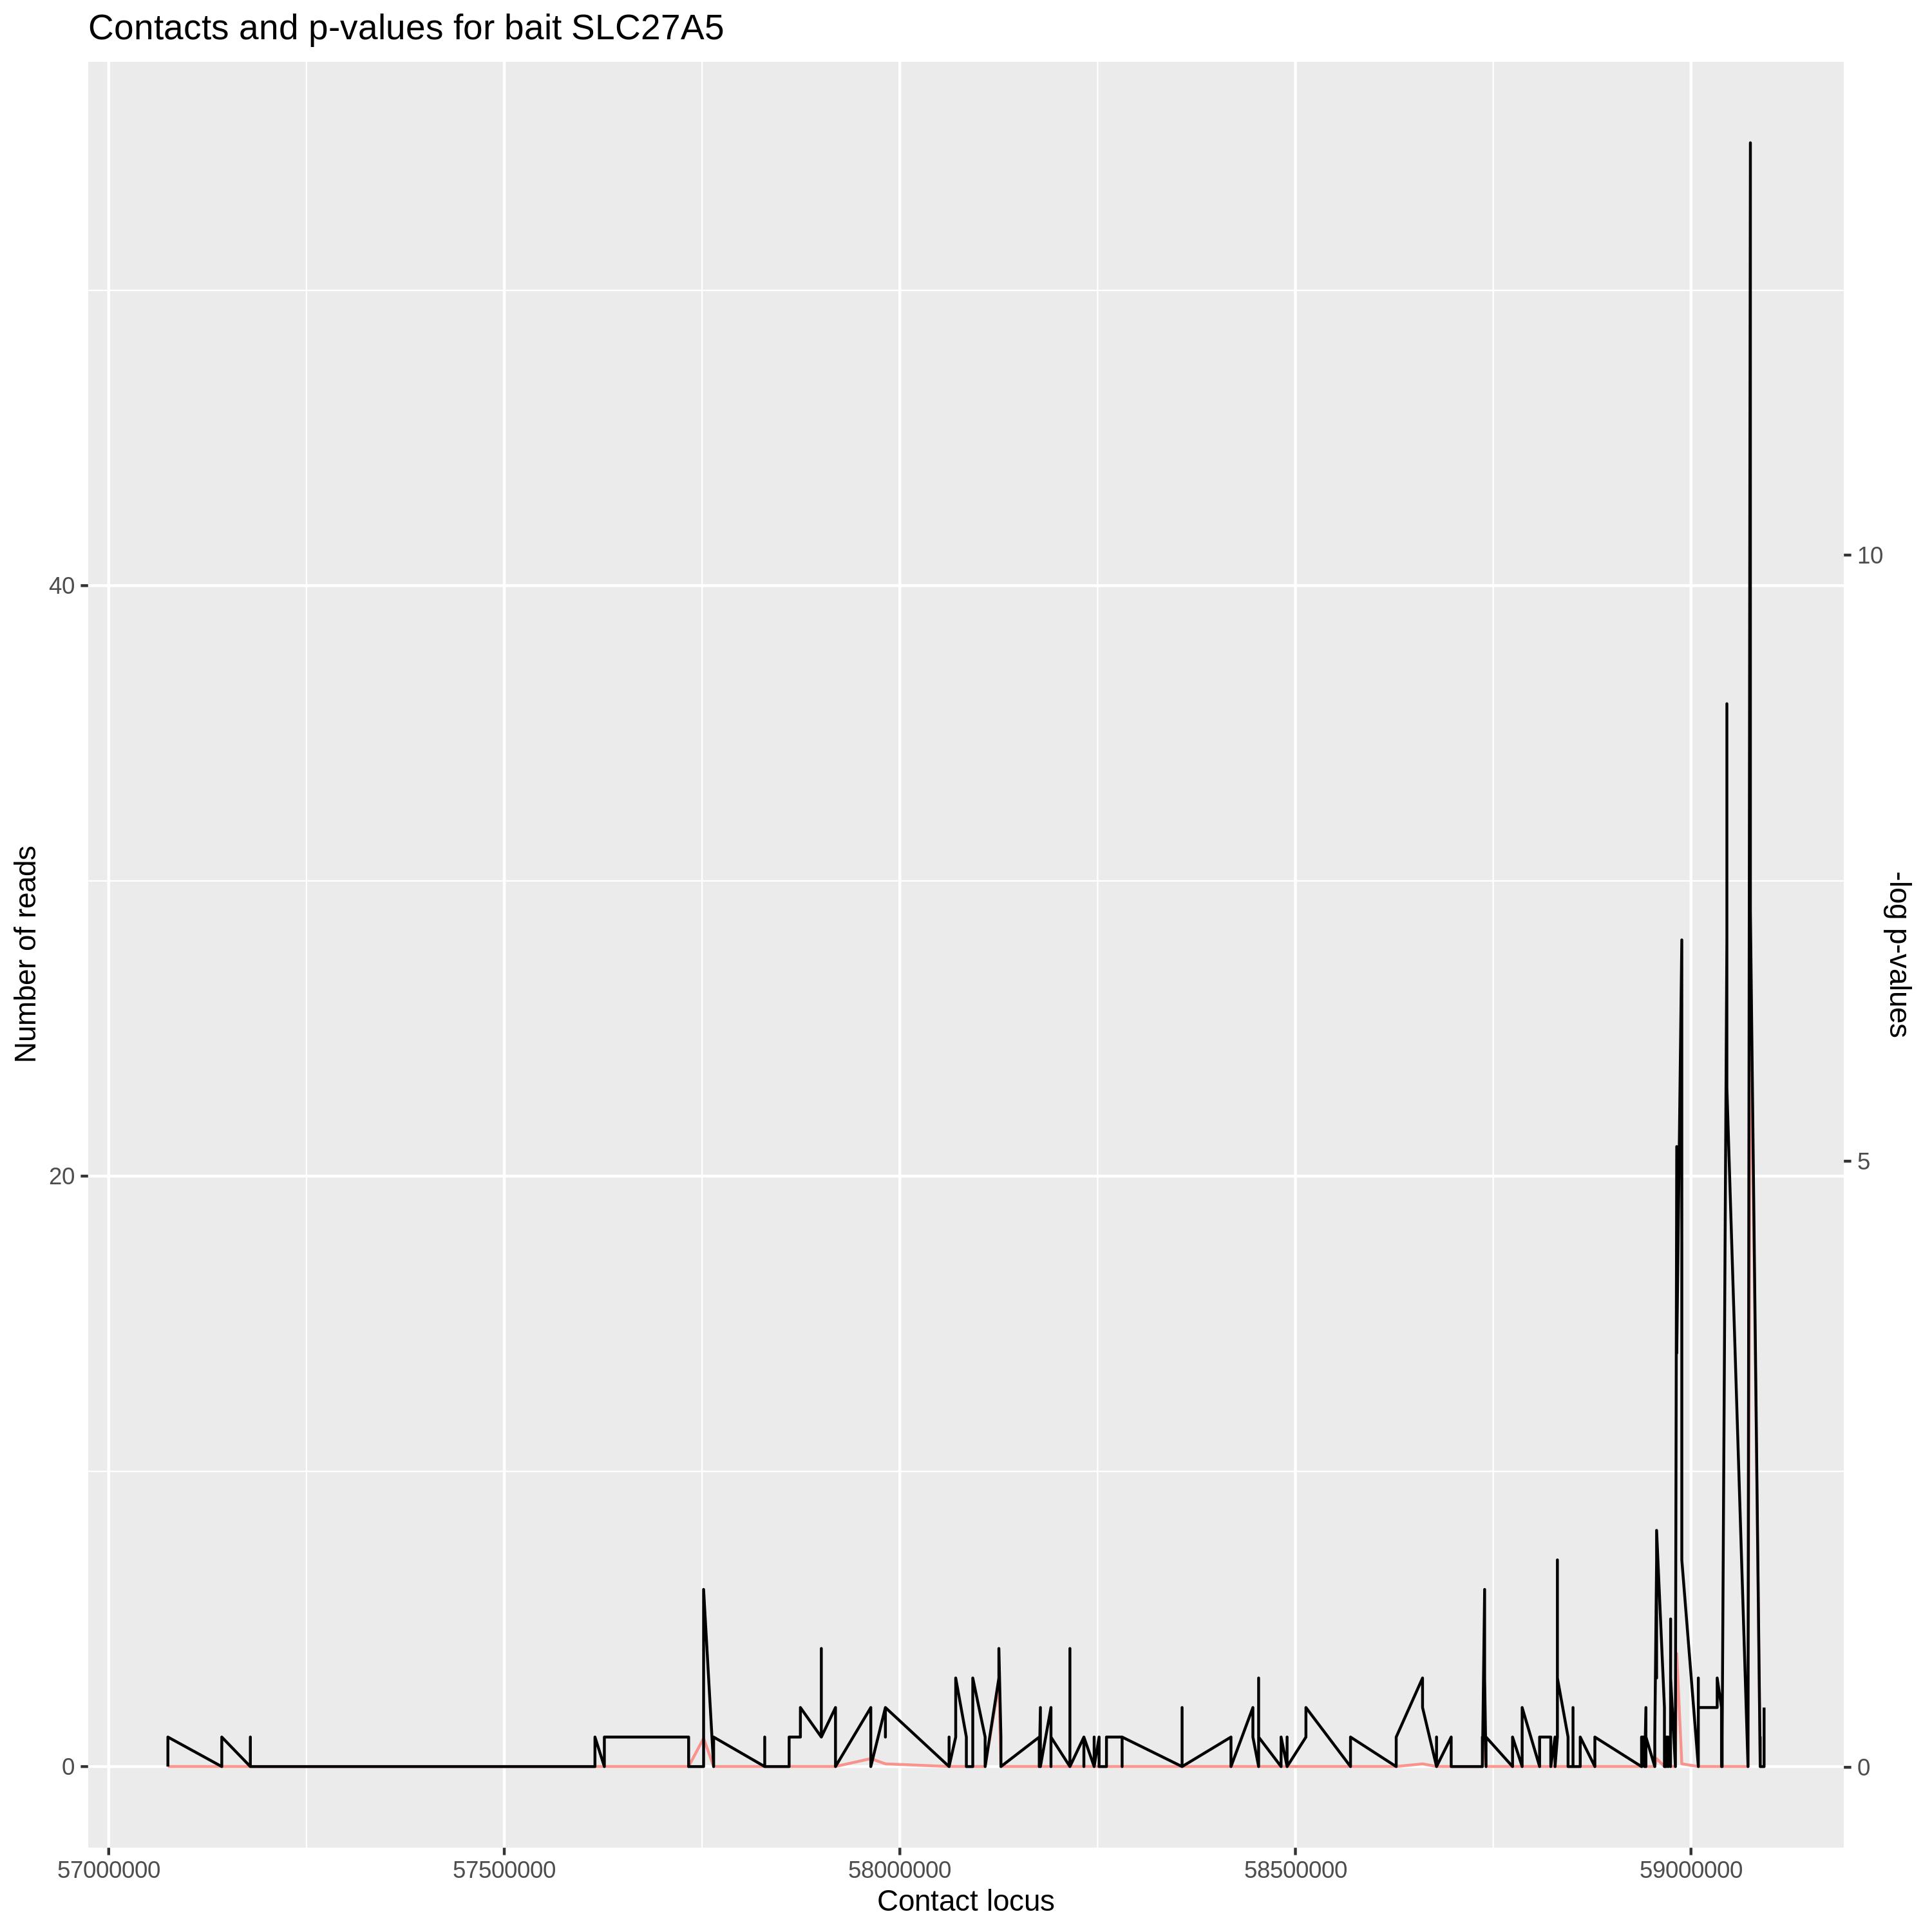 Contacts and p-values for bait SLC27A5
Number of reads
40
20
0
10
5
0
-log p-values
57000000
57500000
58000000
58500000
59000000
Contact locus